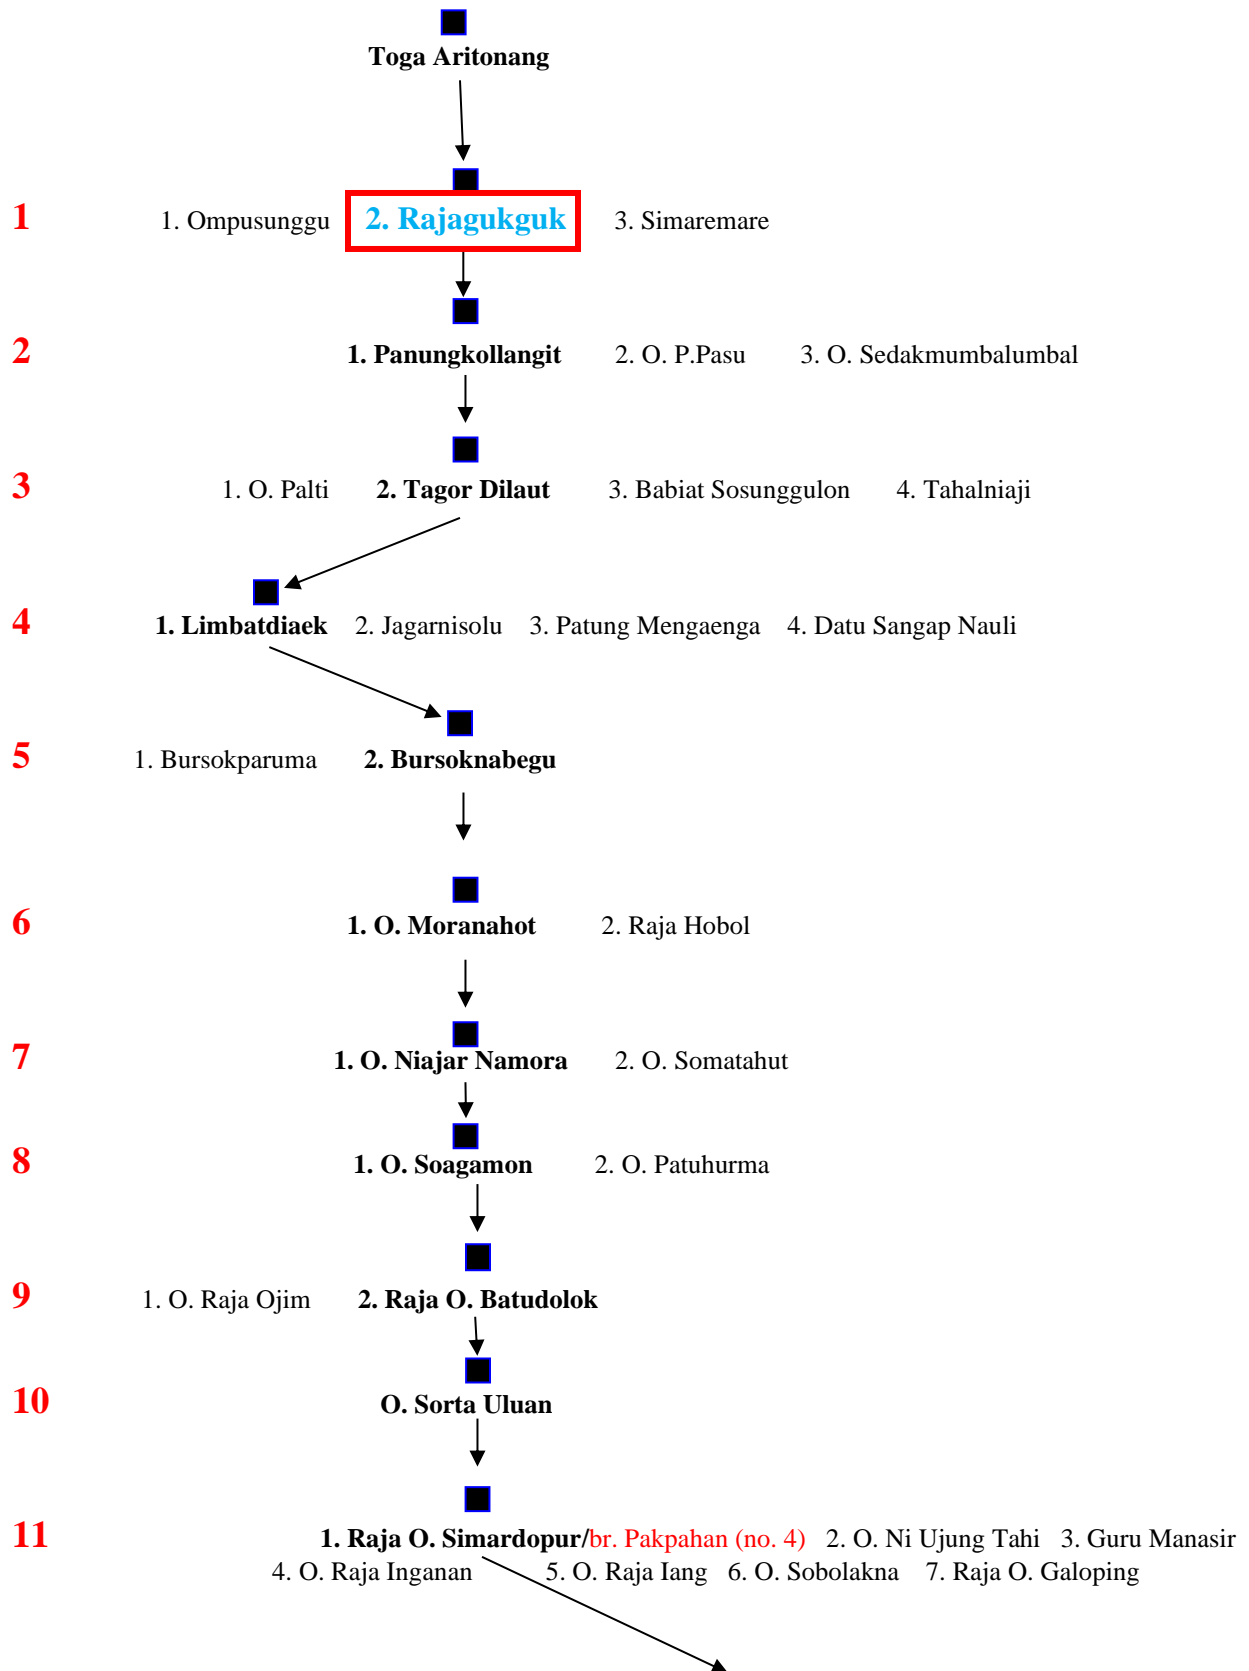 Toga Aritonang
1 1. Ompusunggu 2. Rajagukguk 3. Simaremare
2 1. Panungkollangit 2. O. P.Pasu 3. O. Sedakmumbalumbal
3 1. O. Palti 2. Tagor Dilaut 3. Babiat Sosunggulon 4. Tahalniaji
4 1. Limbatdiaek 2. Jagarnisolu 3. Patung Mengaenga 4. Datu Sangap Nauli
5 1. Bursokparuma 2. Bursoknabegu
6 1. O. Moranahot 2. Raja Hobol
7 1. O. Niajar Namora 2. O. Somatahut
8 1. O. Soagamon 2. O. Patuhurma
9 1. O. Raja Ojim 2. Raja O. Batudolok
10 O. Sorta Uluan
11 1. Raja O. Simardopur/br. Pakpahan (no. 4) 2. O. Ni Ujung Tahi 3. Guru Manasir
4. O. Raja Inganan 5. O. Raja Iang 6. O. Sobolakna 7. Raja O. Galoping